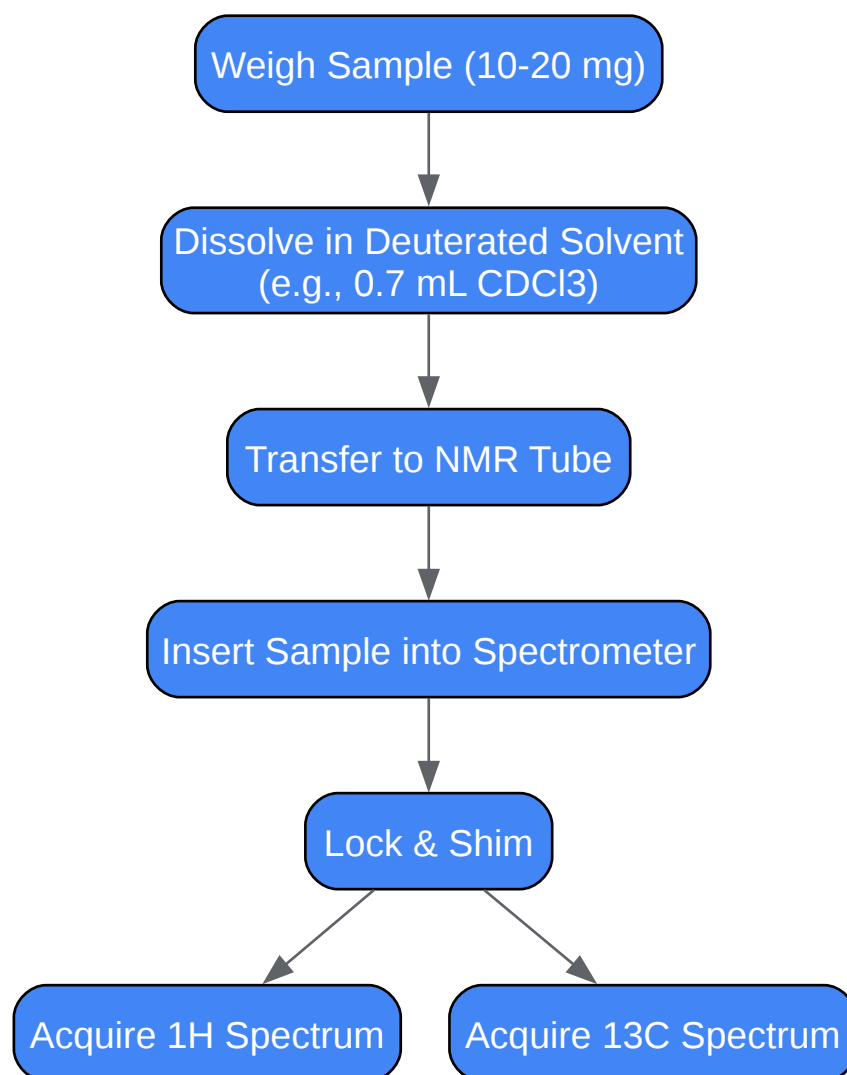 Weigh Sample (10-20 mg)
Dissolve in Deuterated Solvent
(e.g., 0.7 mL CDCl3)
Transfer to NMR Tube
Insert Sample into Spectrometer
Lock & Shim
Acquire 1H Spectrum
Acquire 13C Spectrum